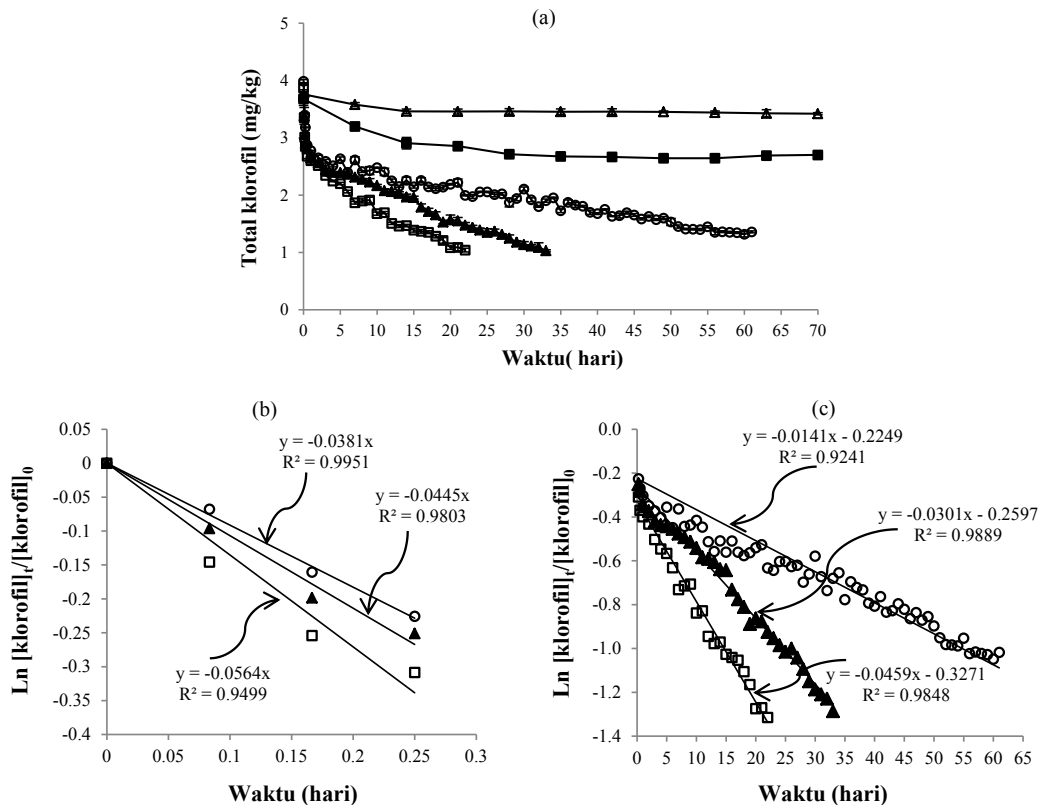 (a)
Total klorofil (mg/kg)
5
4
3
2
1
0
0 5 10 15 20 25 30 35 40 45 50 55 60 65 70
Waktu( hari)
(b)
Ln [klorofil]t/[klorofil]0
0.05
0
-0.05
-0.1
-0.15
-0.2
-0.25
-0.3
-0.35
-0.4
y = -0.0381x
R² = 0.9951
y = -0.0445x
R² = 0.9803
y = -0.0564x
R² = 0.9499
0 0.05 0.1 0.15 0.2 0.25 0.3
Waktu (hari)
(c)
Ln [klorofil]t/[klorofil]0
0.0
-0.2
-0.4
-0.6
-0.8
-1.0
-1.2
-1.4
y = -0.0141x - 0.2249
R² = 0.9241
y = -0.0301x - 0.2597
R² = 0.9889
y = -0.0459x - 0.3271
R² = 0.9848
0 5 10 15 20 25 30 35 40 45 50 55 60 65
Waktu (hari)